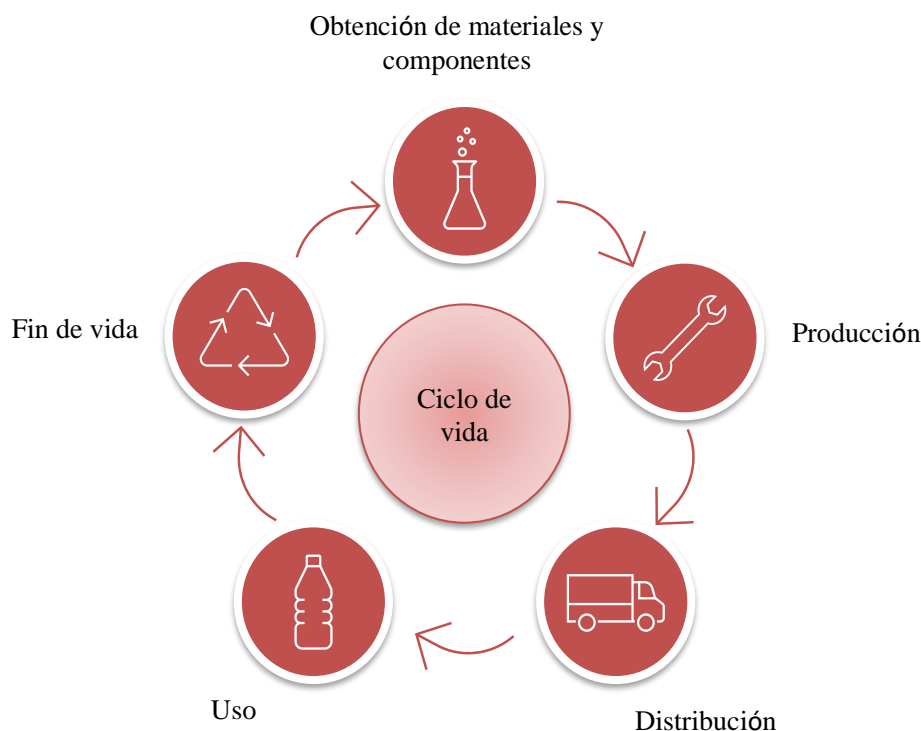 Obtención de materiales y
componentes
Producción
Distribución
Uso
Fin de vida
Ciclo de
vida